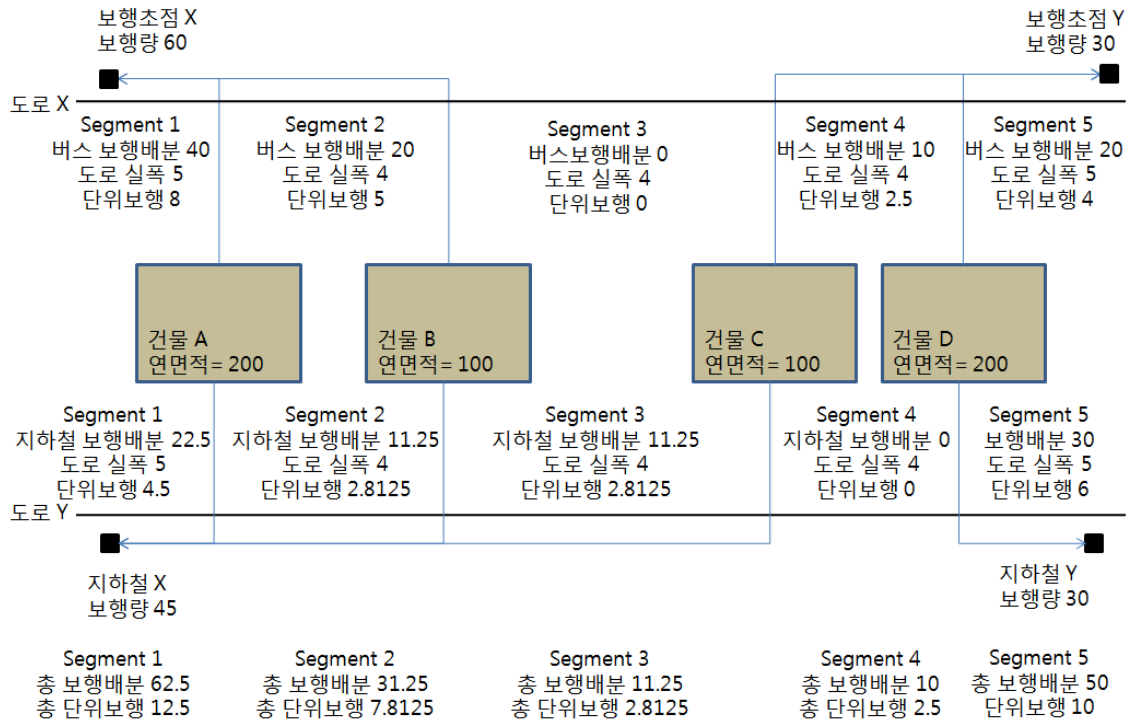 보행초점 X
보행량 60
보행초점 Y
보행량 30
도로 X
Segment 1
버스 보행배분 40
도로 실폭 5
단위보행 8
Segment 2
버스 보행배분 20
도로 실폭 4
단위보행 5
Segment 3
버스보행배분 0
도로 실폭 4
단위보행 0
Segment 4
버스 보행배분 10
도로 실폭 4
단위보행 2.5
Segment 5
버스 보행배분 20
도로 실폭 5
단위보행 4
건물 A
연면적= 200
건물 B
연면적= 100
건물 C
연면적= 100
건물 D
연면적= 200
Segment 1
지하철 보행배분 22.5
도로 실폭 5
단위보행 4.5
Segment 2
지하철 보행배분 11.25
도로 실폭 4
단위보행 2.8125
Segment 3
지하철 보행배분 11.25
도로 실폭 4
단위보행 2.8125
Segment 4
지하철 보행배분 0
도로 실폭 4
단위보행 0
Segment 5
보행배분 30
도로 실폭 5
단위보행 6
도로 Y
지하철 X
보행량 45
지하철 Y
보행량 30
Segment 1
총 보행배분 62.5
총 단위보행 12.5
Segment 2
총 보행배분 31.25
총 단위보행 7.8125
Segment 3
총 보행배분 11.25
총 단위보행 2.8125
Segment 4
총 보행배분 10
총 단위보행 2.5
Segment 5
총 보행배분 50
단위보행 10